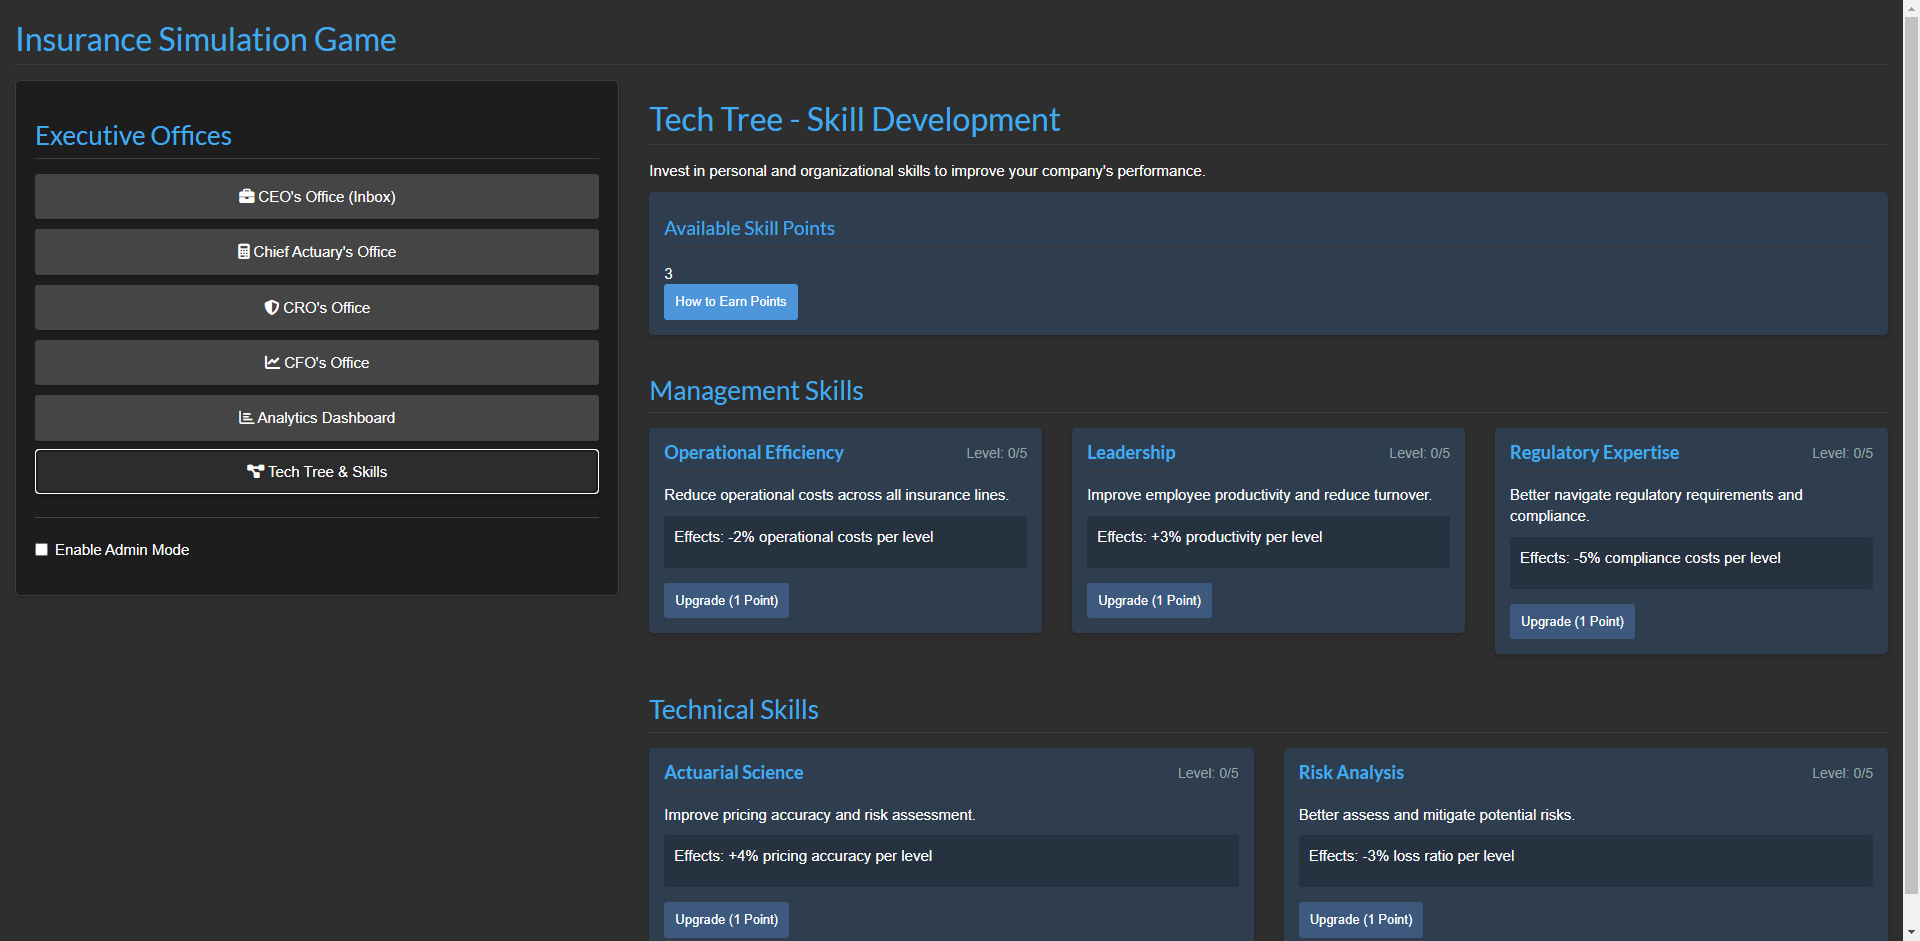 Insurance Simulation Game
Executive Offices
CEO's Office (Inbox)
Chief Actuary's Office
CRO's Office
CFO's Office
Analytics Dashboard
Tech Tree & Skills
Enable Admin Mode
Tech Tree - Skill Development
Invest in personal and organizational skills to improve your company's performance.
Available Skill Points
3
How to Earn Points
Management Skills
Operational Efficiency
Level: 0/5
Reduce operational costs across all insurance lines.
Effects: -2% operational costs per level
Upgrade (1 Point)
Leadership
Level: 0/5
Improve employee productivity and reduce turnover.
Effects: +3% productivity per level
Upgrade (1 Point)
Regulatory Expertise
Level: 0/5
Better navigate regulatory requirements and
compliance.
Effects: -5% compliance costs per level
Upgrade (1 Point)
Technical Skills
Actuarial Science
Level: 0/5
Improve pricing accuracy and risk assessment.
Effects: +4% pricing accuracy per level
Upgrade (1 Point)
Risk Analysis
Level: 0/5
Better assess and mitigate potential risks.
Effects: -3% loss ratio per level
Upgrade (1 Point)